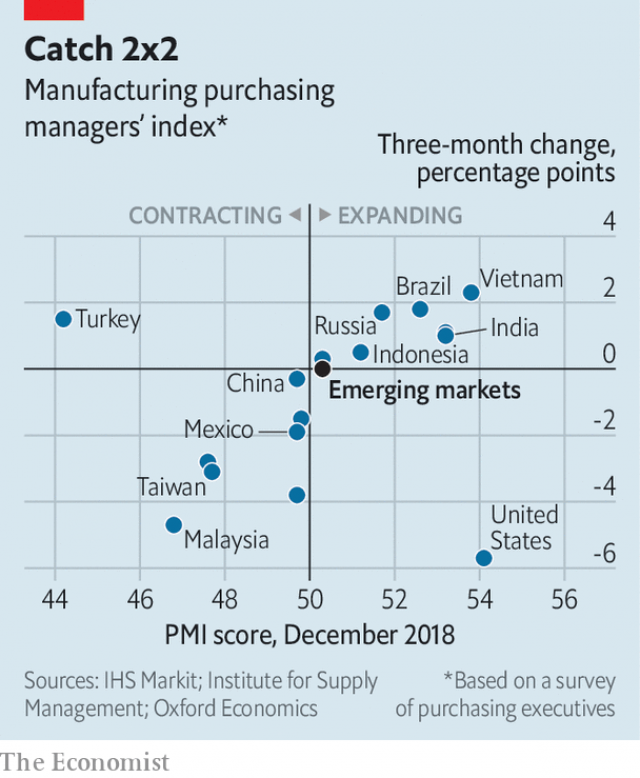 Catch 2x2
Manufacturing purchasing
managers’ index*
Three-month change,
percentage points
CONTRACTING ◀ ▶ EXPANDING
4
Vietnam
Brazil
2
Turkey
Russia
India
Indonesia
0
China
Emerging markets
Mexico
-2
Taiwan
-4
United
States
Malaysia
-6
44 46 48 50 52 54 56
PMI score, December 2018
Sources: IHS Markit; Institute for Supply
Management; Oxford Economics
*Based on a survey
of purchasing executives
The Economist